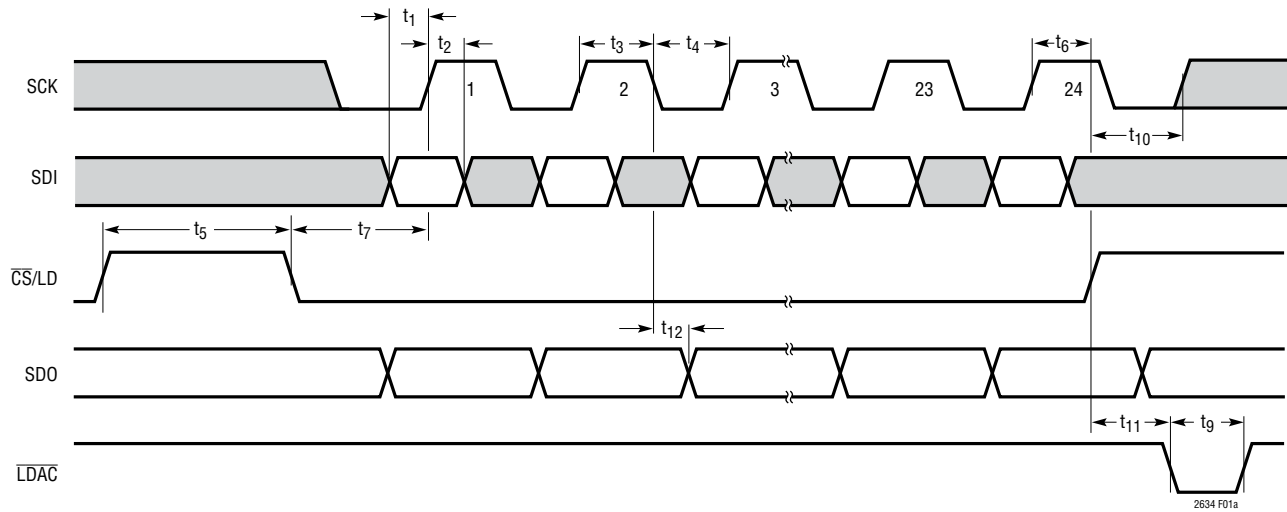 t1
t2 t3 t4 t6
SCK 1 2 3 23 24
t10
SDI
t5 t7
CS/LD
t12
SDO
t11 t9
LDAC
2634 F01a